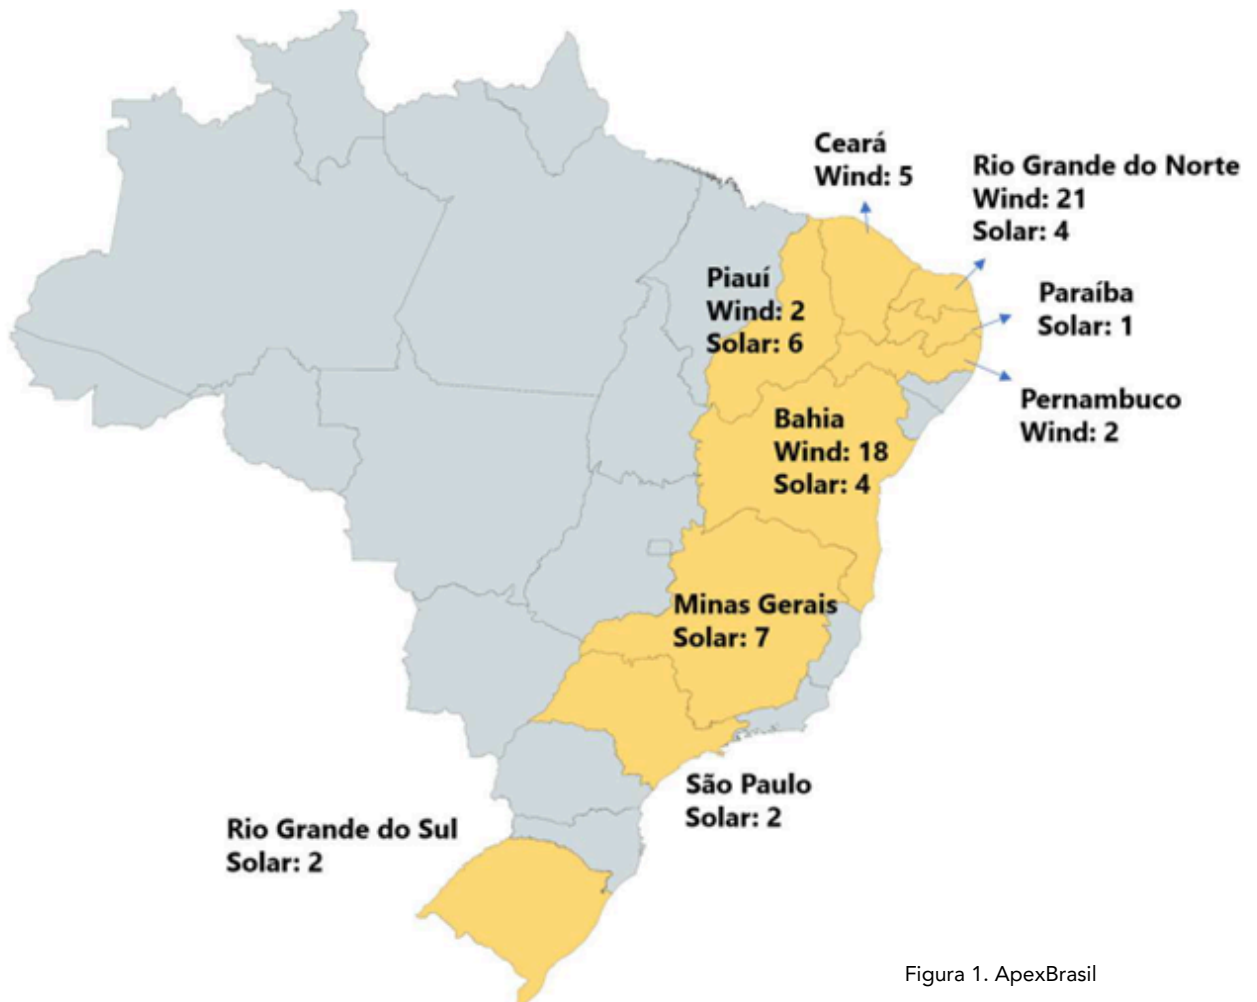 Ceará
Wind: 5
Rio Grande do Norte
Wind: 21
Solar: 4
Piauí
Wind: 2
Solar: 6
Paraíba
Solar: 1
Pernambuco
Wind: 2
Bahia
Wind: 18
Solar: 4
Minas Gerais
Solar: 7
São Paulo
Solar: 2
Rio Grande do Sul
Solar: 2
Figura 1. ApexBrasil